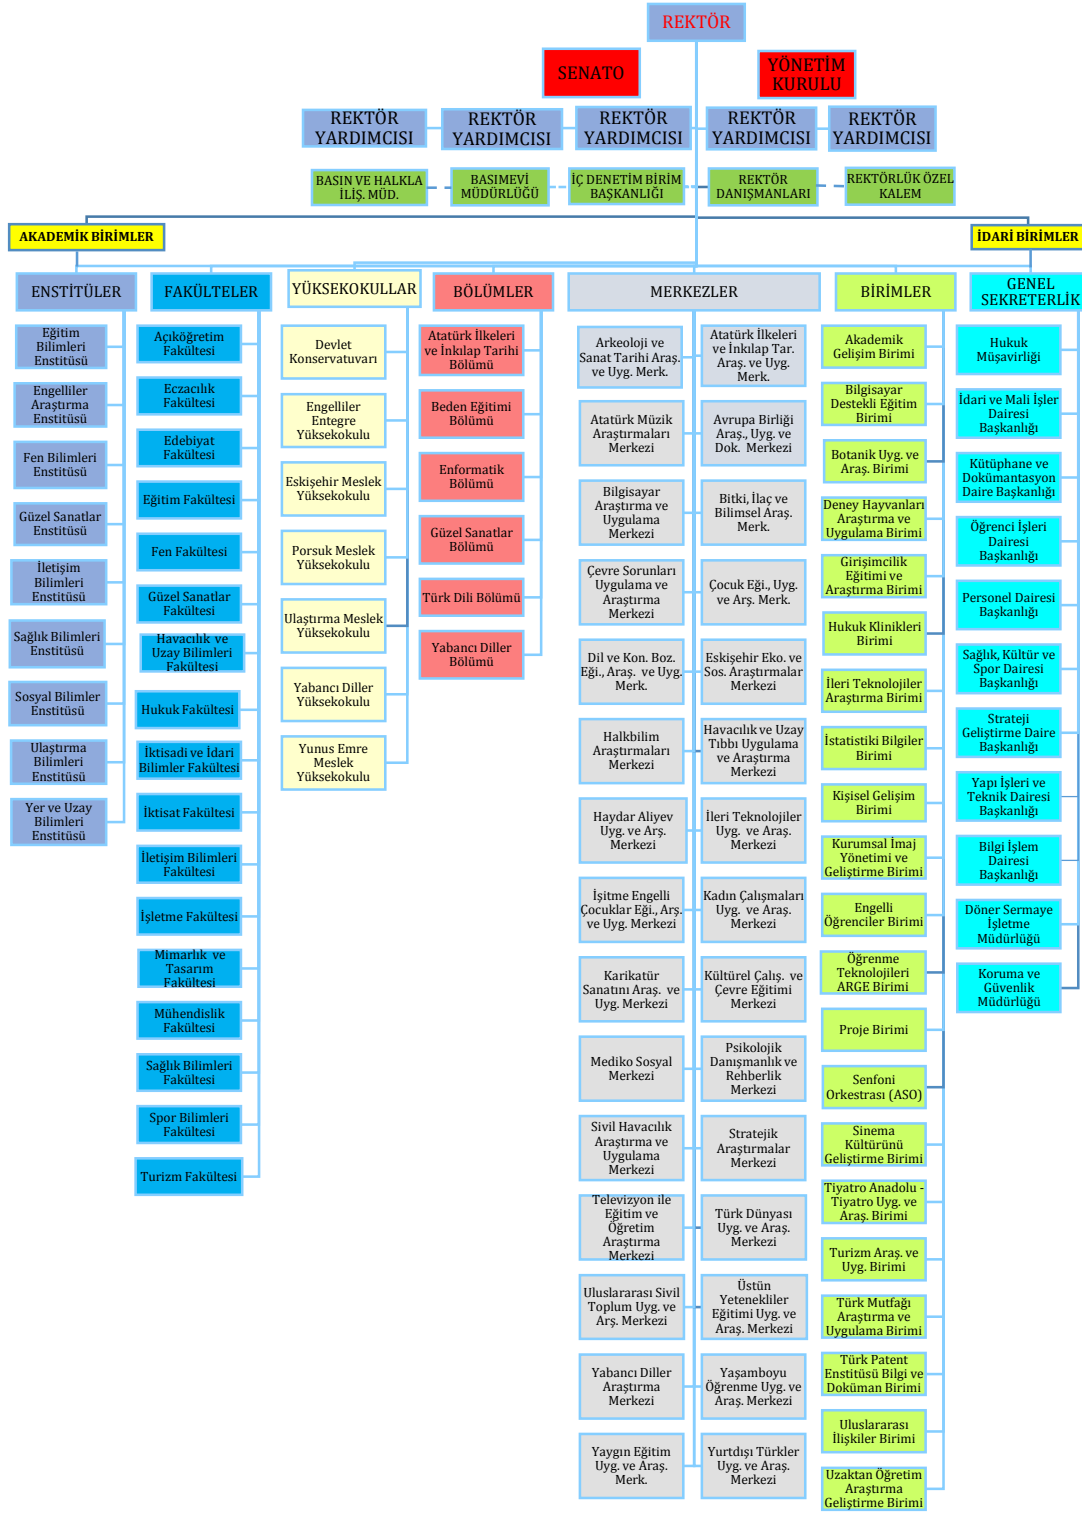 REKTÖR
SENATO
YÖNETİM
KURULU
REKTÖR
YARDIMCISI
REKTÖR
YARDIMCISI
REKTÖR
YARDIMCISI
REKTÖR
YARDIMCISI
REKTÖR
YARDIMCISI
BASIN VE HALKLA
İLİŞ. MÜD.
BASIMEVİ
MÜDÜRLÜĞÜ
İÇ DENETİM BİRİM
BAŞKANLIĞI
REKTÖR
DANIŞMANLARI
REKTÖRLÜK ÖZEL
KALEM
AKADEMİK BİRİMLER
İDARİ BİRİMLER
ENSTİTÜLER
Eğitim
Bilimleri
Enstitüsü
Engelliler
Araştırma
Enstitüsü
Fen Bilimleri
Enstitüsü
Güzel Sanatlar
Enstitüsü
İletişim
Bilimleri
Enstitüsü
Sağlık Bilimleri
Enstitüsü
Sosyal Bilimler
Enstitüsü
Ulaştırma
Bilimleri
Enstitüsü
Yer ve Uzay
Bilimleri
Enstitüsü
FAKÜLTELER
Açıköğretim
Fakültesi
Eczacılık
Fakültesi
Edebiyat
Fakültesi
Eğitim Fakültesi
Fen Fakültesi
Güzel Sanatlar
Fakültesi
Havacılık ve
Uzay Bilimleri
Fakültesi
Hukuk Fakültesi
İktisadi ve İdari
Bilimler Fakültesi
İktisat Fakültesi
İletişim Bilimleri
Fakültesi
İşletme Fakültesi
Mimarlık ve
Tasarım
Fakültesi
Mühendislik
Fakültesi
Sağlık Bilimleri
Fakültesi
Spor Bilimleri
Fakültesi
Turizm Fakültesi
YÜKSEKOKULLAR
Devlet
Konservatuvarı
Engelliler
Entegre
Yüksekokulu
Eskişehir Meslek
Yüksekokulu
Porsuk Meslek
Yüksekokulu
Ulaştırma Meslek
Yüksekokulu
Yabancı Diller
Yüksekokulu
Yunus Emre
Meslek
Yüksekokulu
BÖLÜMLER
Atatürk İlkeleri
ve İnkılap Tarihi
Bölümü
Beden Eğitimi
Bölümü
Enformatik
Bölümü
Güzel Sanatlar
Bölümü
Türk Dili Bölümü
Yabancı Diller
Bölümü
MERKEZLER
Arkeoloji ve
Sanat Tarihi Araş.
ve Uyg. Merk.
Atatürk İlkeleri
ve İnkılap Tar.
Araş. ve Uyg.
Merk.
Atatürk Müzik
Araştırmaları
Merkezi
Avrupa Birliği
Araş., Uyg. ve
Dok. Merkezi
Bilgisayar
Araştırma ve
Uygulama
Merkezi
Bitki, İlaç ve
Bilimsel Araş.
Merk.
Çevre Sorunları
Uygulama ve
Araştırma
Merkezi
Çocuk Eği., Uyg.
ve Arş. Merk.
Dil ve Kon. Boz.
Eği., Araş. ve Uyg.
Merk.
Eskişehir Eko. ve
Sos. Araştırmalar
Merkezi
Halkbilim
Araştırmaları
Merkezi
Havacılık ve Uzay
Tıbbı Uygulama
ve Araştırma
Merkezi
Haydar Aliyev
Uyg. ve Arş.
Merkezi
İleri Teknolojiler
Uyg. ve Araş.
Merkezi
İşitme Engelli
Çocuklar Eği., Arş.
ve Uyg. Merkezi
Kadın Çalışmaları
Uyg. ve Araş.
Merkezi
Karikatür
Sanatını Araş. ve
Uyg. Merkezi
Kültürel Çalış. ve
Çevre Eğitimi
Merkezi
Mediko Sosyal
Merkezi
Psikolojik
Danışmanlık ve
Rehberlik
Merkezi
Sivil Havacılık
Araştırma ve
Uygulama
Merkezi
Stratejik
Araştırmalar
Merkezi
Televizyon ile
Eğitim ve
Öğretim
Araştırma
Merkezi
Türk Dünyası
Uyg. ve Araş.
Merkezi
Uluslararası Sivil
Toplum Uyg. ve
Arş. Merkezi
Üstün
Yetenekliler
Eğitimi Uyg. ve
Araş. Merkezi
Yabancı Diller
Araştırma
Merkezi
Yaşamboyu
Öğrenme Uyg. ve
Araş. Merkezi
Yaygın Eğitim
Uyg. ve Araş.
Merk.
Yurtdışı Türkler
Uyg. ve Araş.
Merkezi
BİRİMLER
Akademik
Gelişim Birimi
Bilgisayar
Destekli Eğitim
Birimi
Botanik Uyg. ve
Araş. Birimi
Deney Hayvanları
Araştırma ve
Uygulama Birimi
Girişimcilik
Eğitimi ve
Araştırma Birimi
Hukuk Klinikleri
Birimi
İleri Teknolojiler
Araştırma Birimi
İstatistiki Bilgiler
Birimi
Kişisel Gelişim
Birimi
Kurumsal İmaj
Yönetimi ve
Geliştirme Birimi
Engelli
Öğrenciler Birimi
Öğrenme
Teknolojileri
ARGE Birimi
Proje Birimi
Senfoni
Orkestrası (ASO)
Sinema
Kültürünü
Geliştirme Birimi
Tiyatro Anadolu -
Tiyatro Uyg. ve
Araş. Birimi
Turizm Araş. ve
Uyg. Birimi
Türk Mutfağı
Araştırma ve
Uygulama Birimi
Türk Patent
Enstitüsü Bilgi ve
Doküman Birimi
Uluslararası
İlişkiler Birimi
Uzaktan Öğretim
Araştırma
Geliştirme Birimi
GENEL
SEKRETERLİK
Hukuk
Müşavirliği
İdari ve Mali İşler
Dairesi
Başkanlığı
Kütüphane ve
Dokümantasyon
Daire Başkanlığı
Öğrenci İşleri
Dairesi
Başkanlığı
Personel Dairesi
Başkanlığı
Sağlık, Kültür ve
Spor Dairesi
Başkanlığı
Strateji
Geliştirme Daire
Başkanlığı
Yapı İşleri ve
Teknik Dairesi
Başkanlığı
Bilgi İşlem
Dairesi
Başkanlığı
Döner Sermaye
İşletme
Müdürlüğü
Koruma ve
Güvenlik
Müdürlüğü